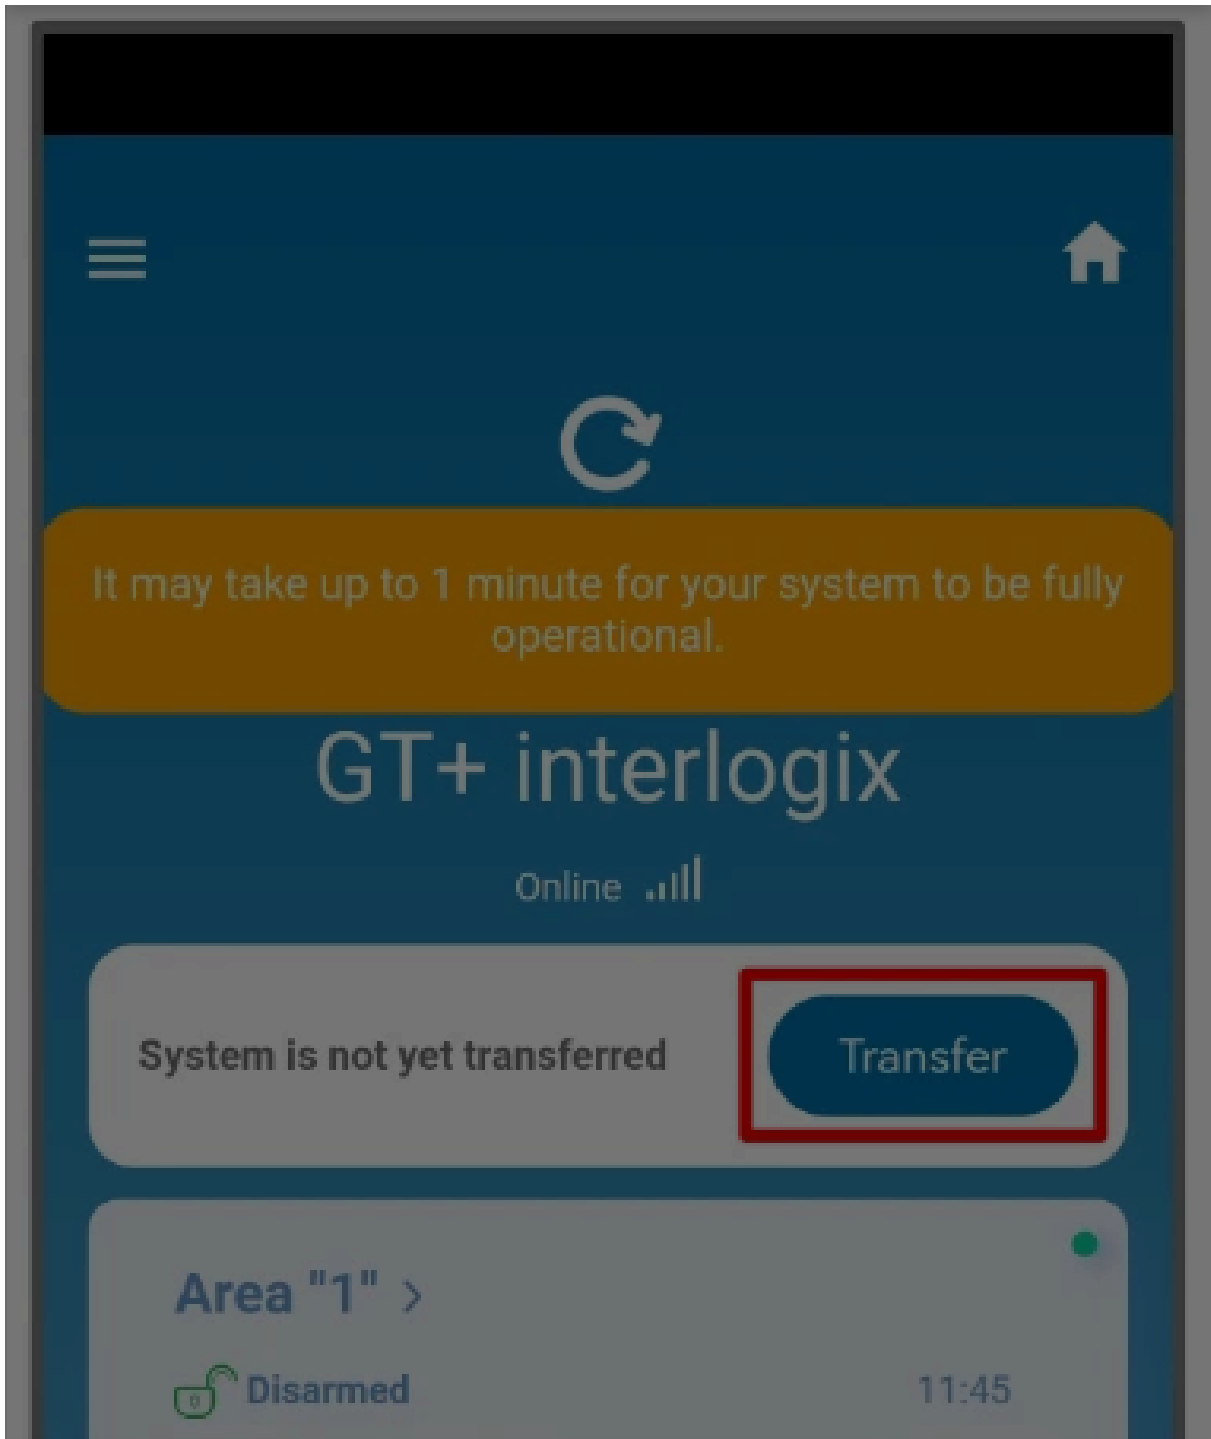 It may take up to 1 minute for your system to be fully
operational.
GT+ interlogix
Online
System is not yet transferred
Transfer
Area "1" >
Disarmed
11:45